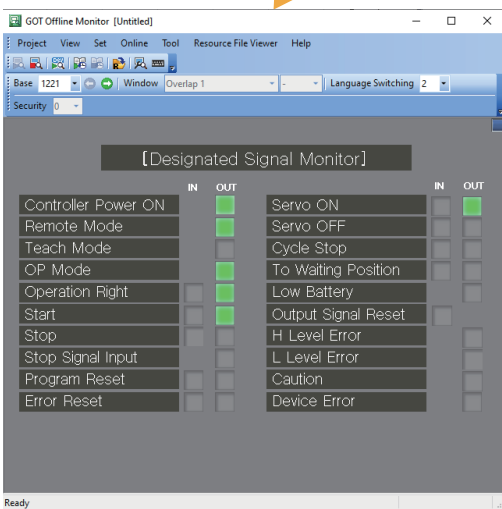 GOT Offline Monitor [Untitled]
Project View Set Online Tool Resource File Viewer Help
Base 1221 Window Overlap 1 - Language Switching 2
Security 0
[Designated Signal Monitor]
IN OUT
Controller Power ON
Remote Mode
Teach Mode
OP Mode
Operation Right
Start
Stop
Stop Signal Input
Program Reset
Error Reset
IN OUT
Servo ON
Servo OFF
Cycle Stop
To Waiting Position
Low Battery
Output Signal Reset
H Level Error
L Level Error
Caution
Device Error
Ready